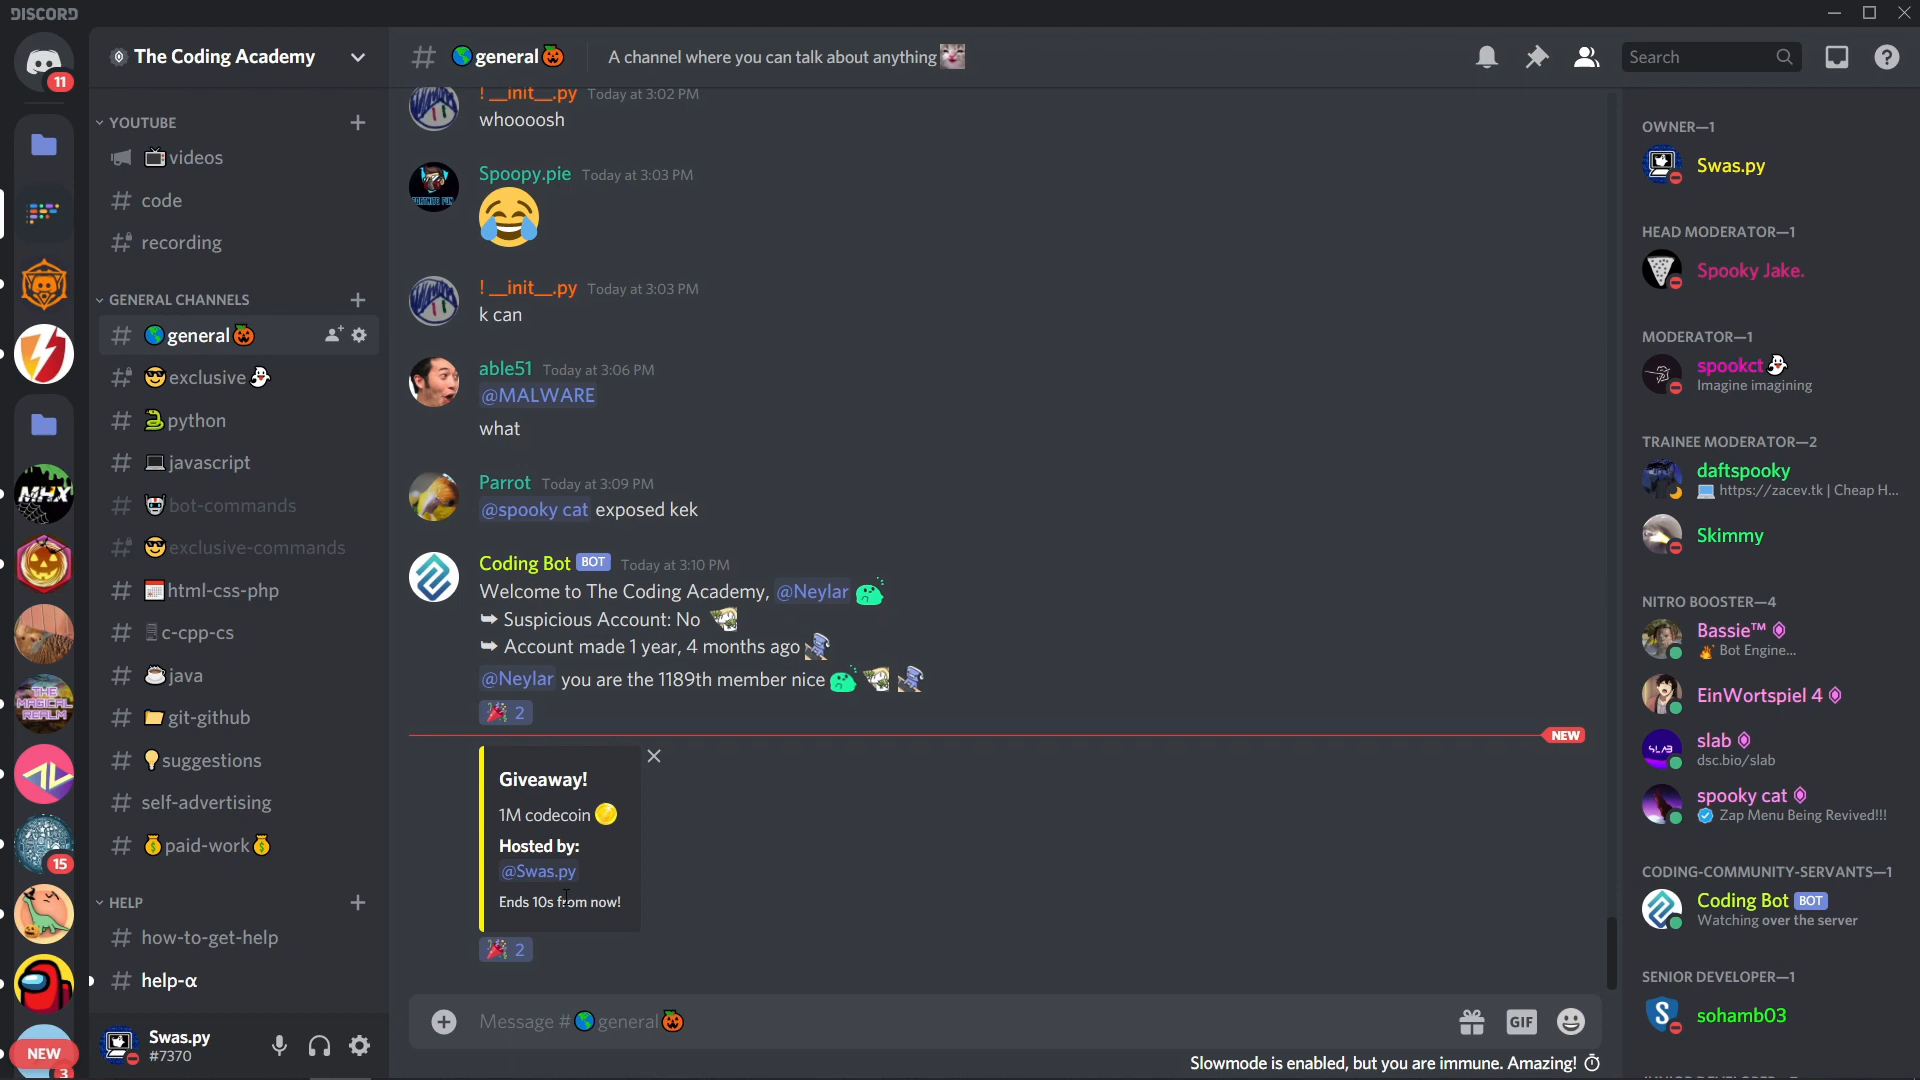 DISCORD
11
MHX
THE MAGICAL REALM
15
NEW
3
The Coding Academy
YOUTUBE
videos
code
recording
GENERAL CHANNELS
general
exclusive
python
javascript
bot-commands
exclusive-commands
html-css-php
c-cpp-cs
java
git-github
suggestions
self-advertising
paid-work
HELP
how-to-get-help
help-α
Swas.py
#7370
general
A channel where you can talk about anything
Search
! __init__.py Today at 3:02 PM
whoooosh
Spoopy.pie Today at 3:03 PM
! __init__.py Today at 3:03 PM
k can
able51 Today at 3:06 PM
@MALWARE
what
Parrot Today at 3:09 PM
@spooky cat exposed kek
Coding Bot BOT Today at 3:10 PM
Welcome to The Coding Academy, @Neylar
➥ Suspicious Account: No
➥ Account made 1 year, 4 months ago
@Neylar you are the 1189th member nice
2
NEW
Giveaway!
1M codecoin
Hosted by:
@Swas.py
Ends 10s from now!
2
Message # general
GIF
Slowmode is enabled, but you are immune. Amazing!
OWNER—1
Swas.py
HEAD MODERATOR—1
Spooky Jake.
MODERATOR—1
spookct
Imagine imagining
TRAINEE MODERATOR—2
daftspooky
https://zacev.tk | Cheap H...
Skimmy
NITRO BOOSTER—4
Bassie™
Bot Engine...
EinWortspiel 4
SLAB
slab
dsc.bio/slab
spooky cat
Zap Menu Being Revived!!!
CODING-COMMUNITY-SERVANTS—1
Coding Bot BOT
Watching over the server
SENIOR DEVELOPER—1
S
sohamb03